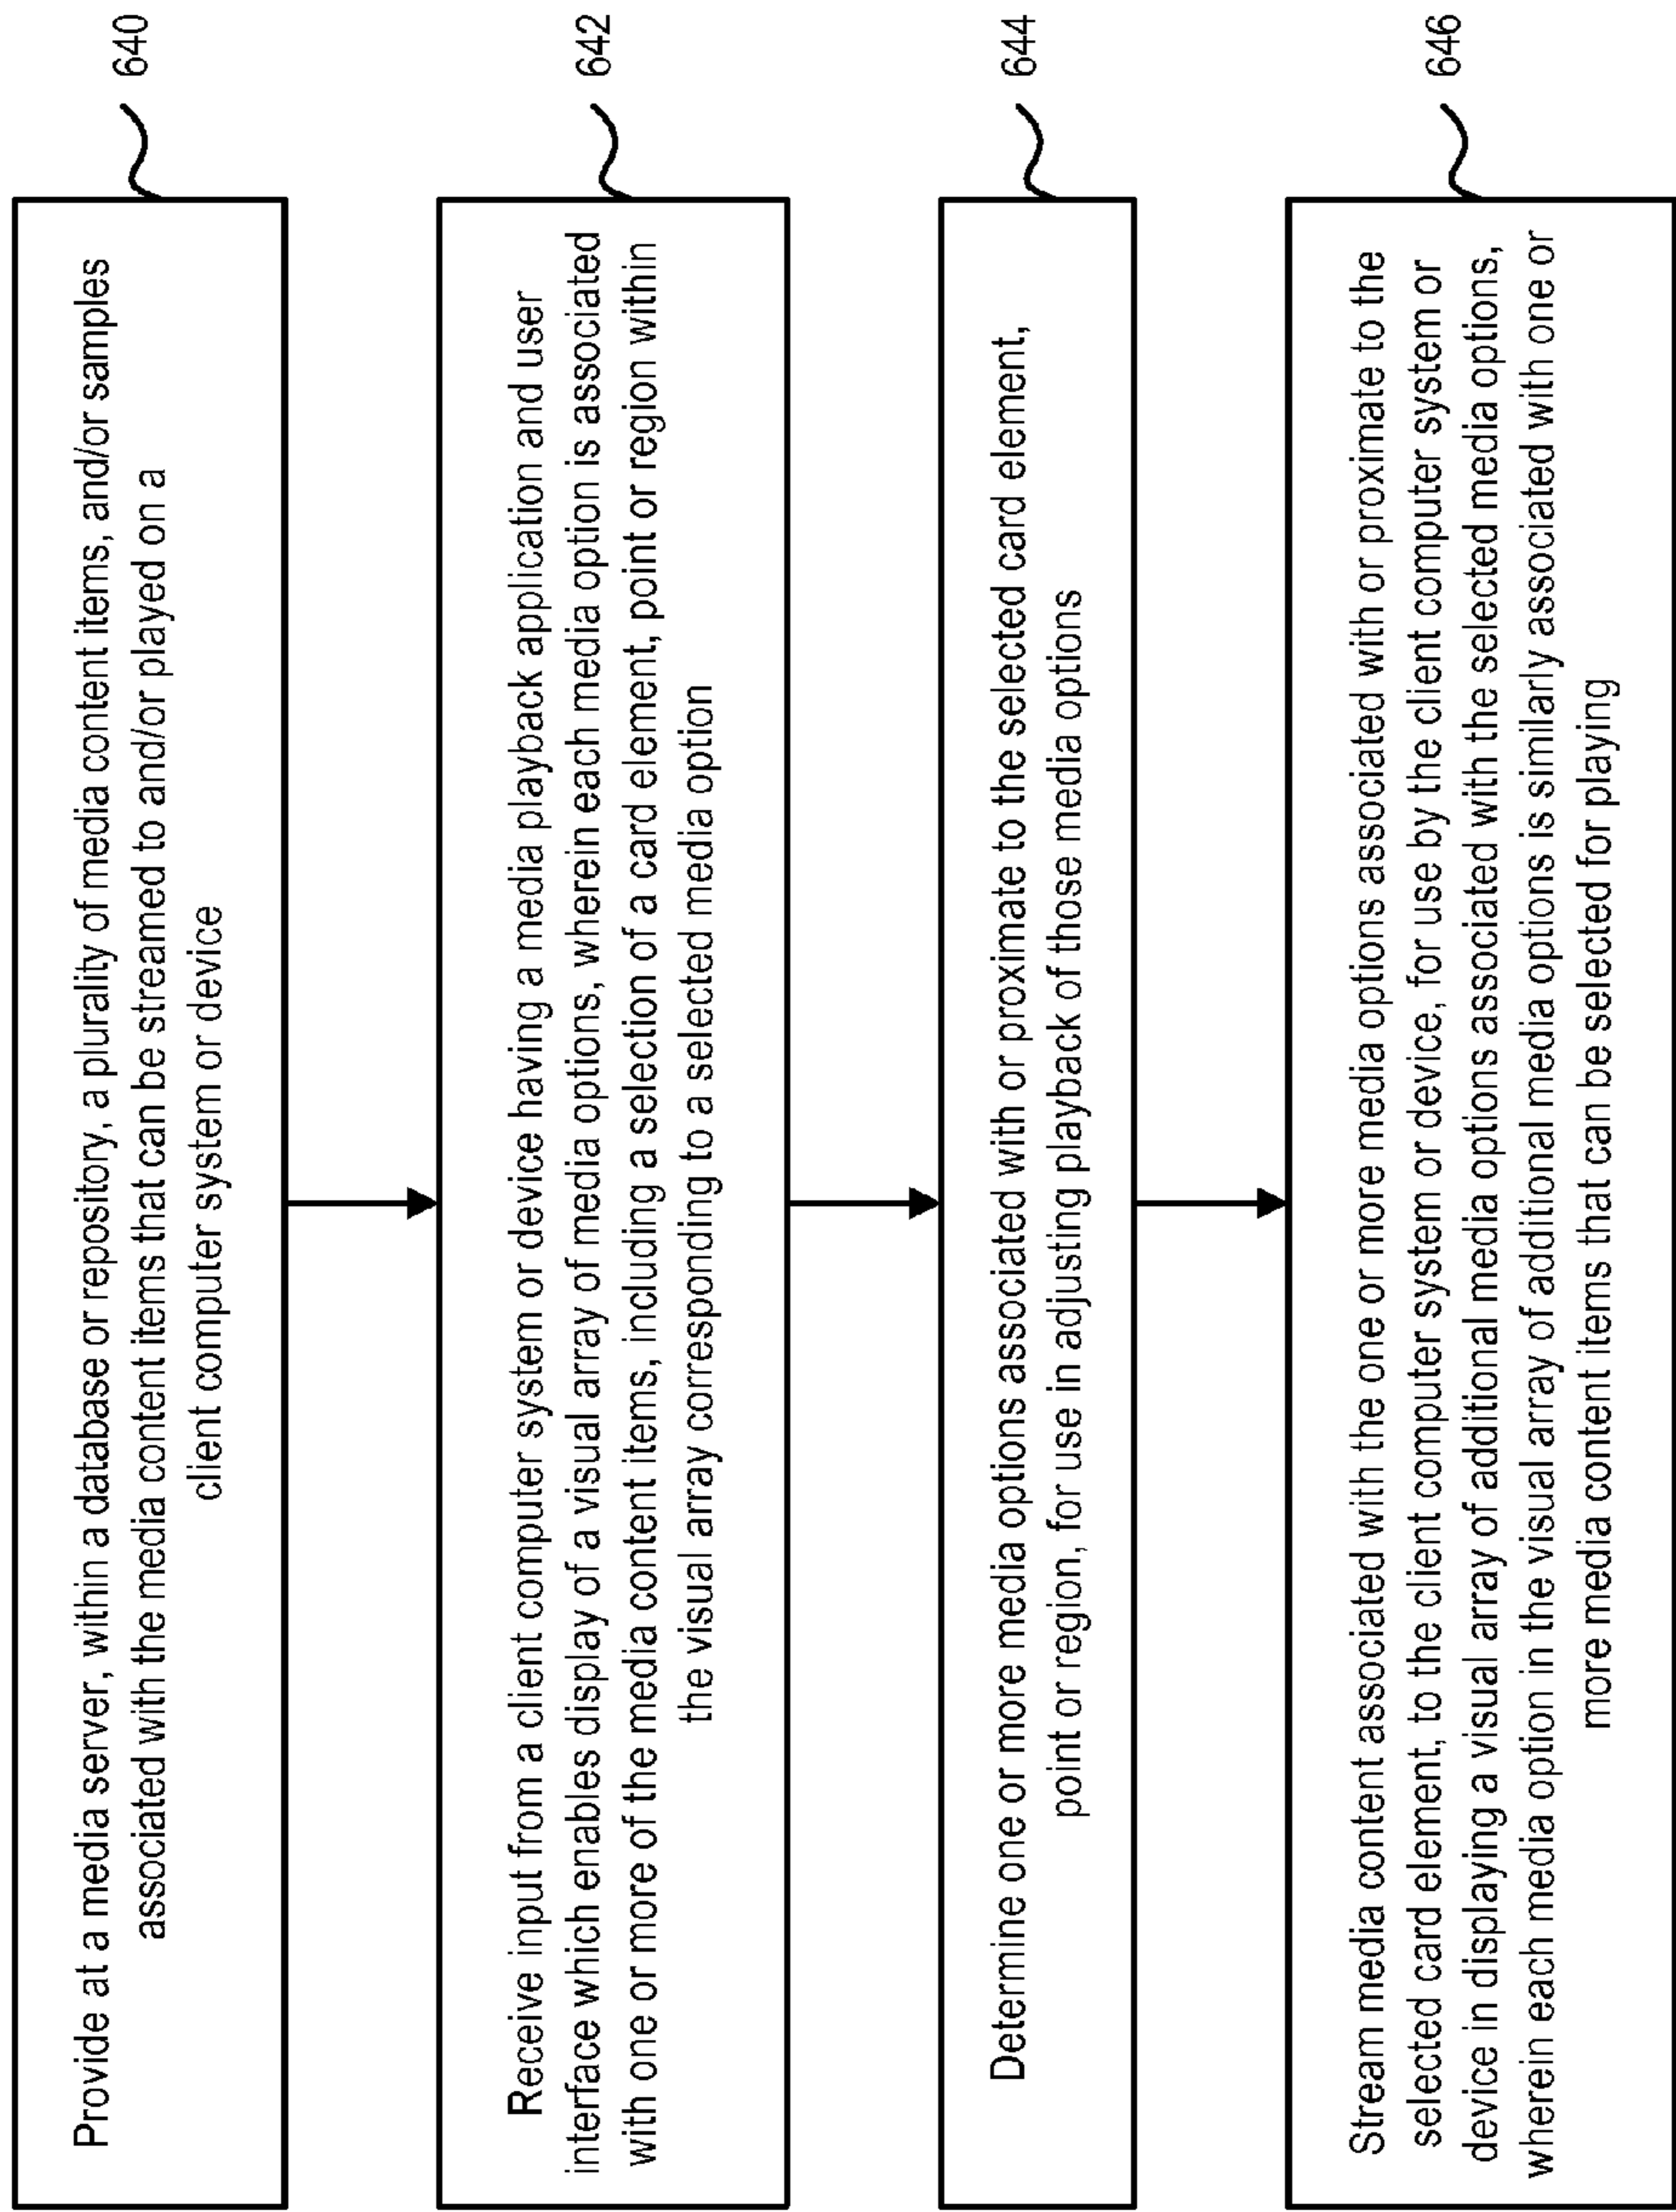 Provide at a media server, within a database or repository, a plurality of media content items, and/or samples
associated with the media content items that can be streamed to and/or played on a
client computer system or device
640
Receive input from a client computer system or device having a media playback application and user
interface which enables display of a visual array of media options, wherein each media option is associated
with one or more of the media content items, including a selection of a card element, point or region within
the visual array corresponding to a selected media option
642
Determine one or more media options associated with or proximate to the selected card element,
point or region, for use in adjusting playback of those media options
644
Stream media content associated with the one or more media options associated with or proximate to the
selected card element, to the client computer system or device, for use by the client computer system or
device in displaying a visual array of additional media options associated with the selected media options,
wherein each media option in the visual array of additional media options is similarly associated with one or
more media content items that can be selected for playing
646